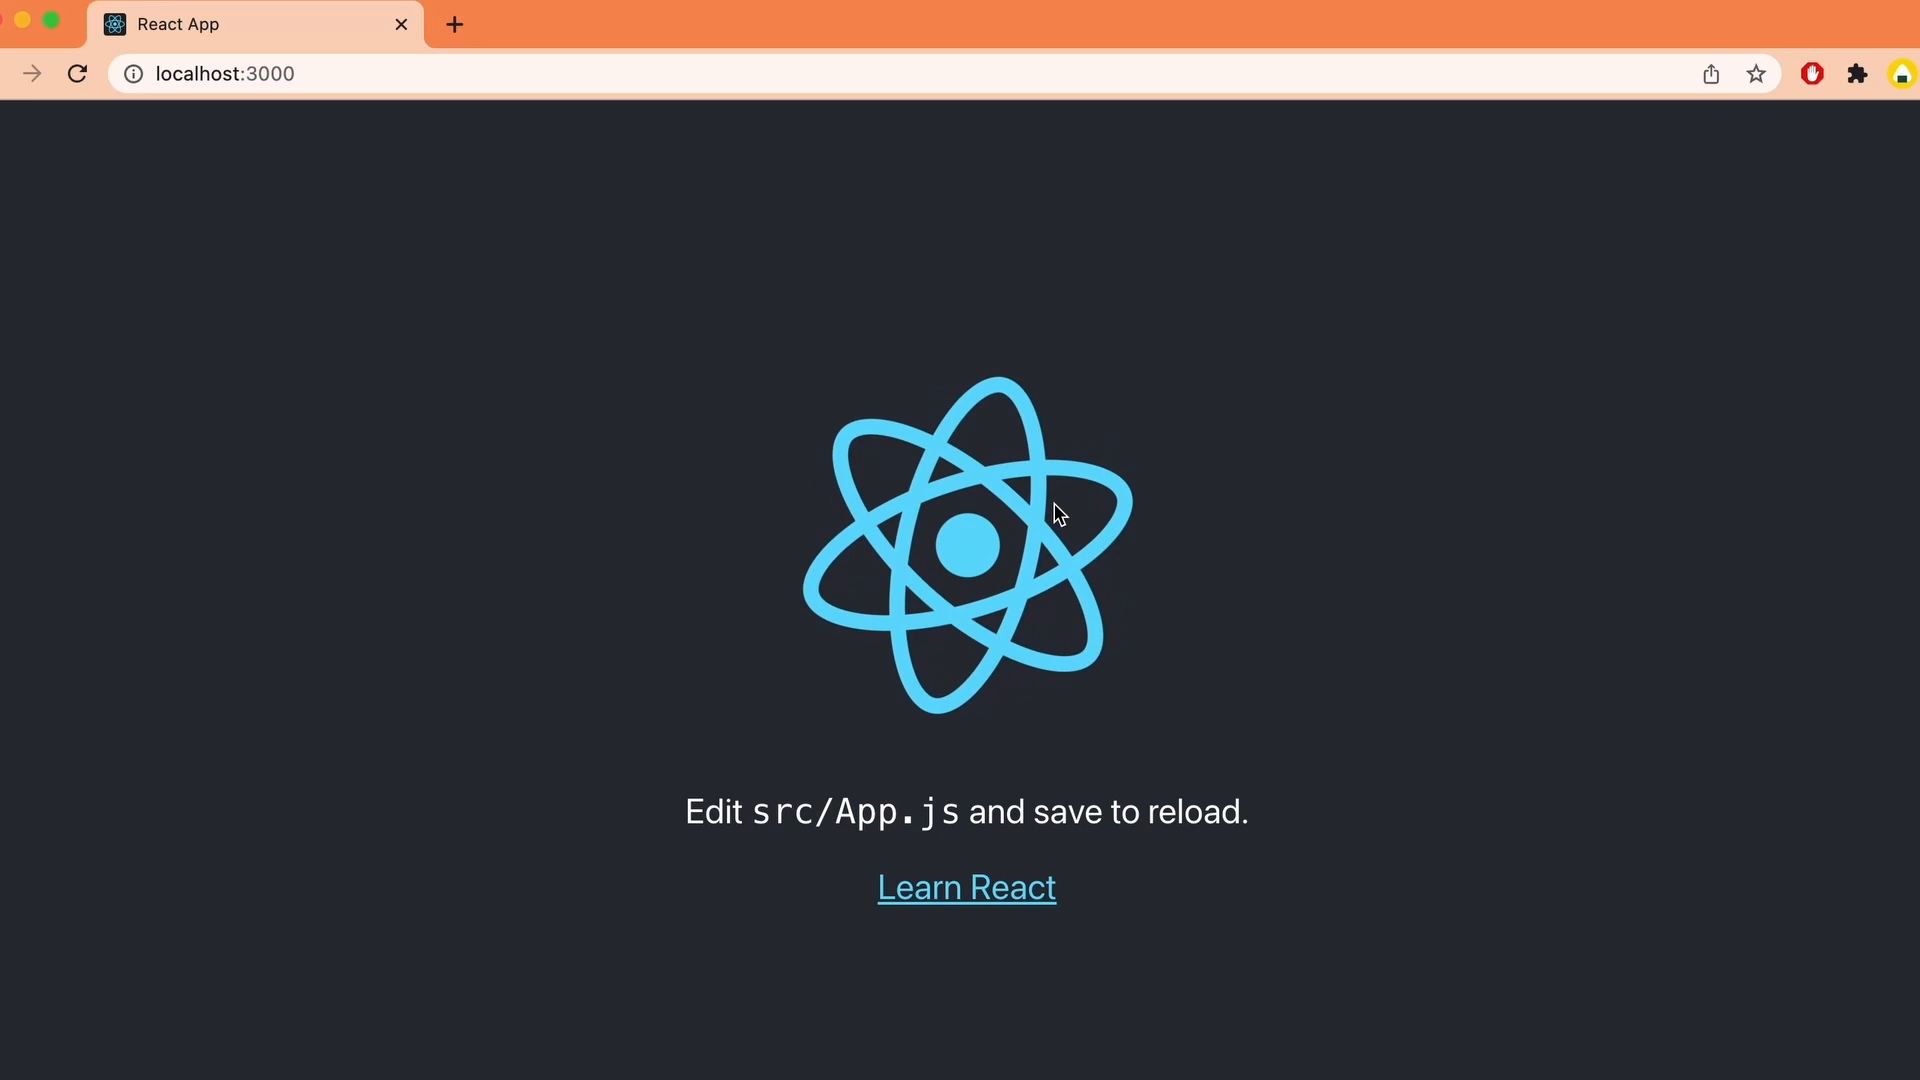 React App
localhost:3000
Edit src/App.js and save to reload.
Learn React